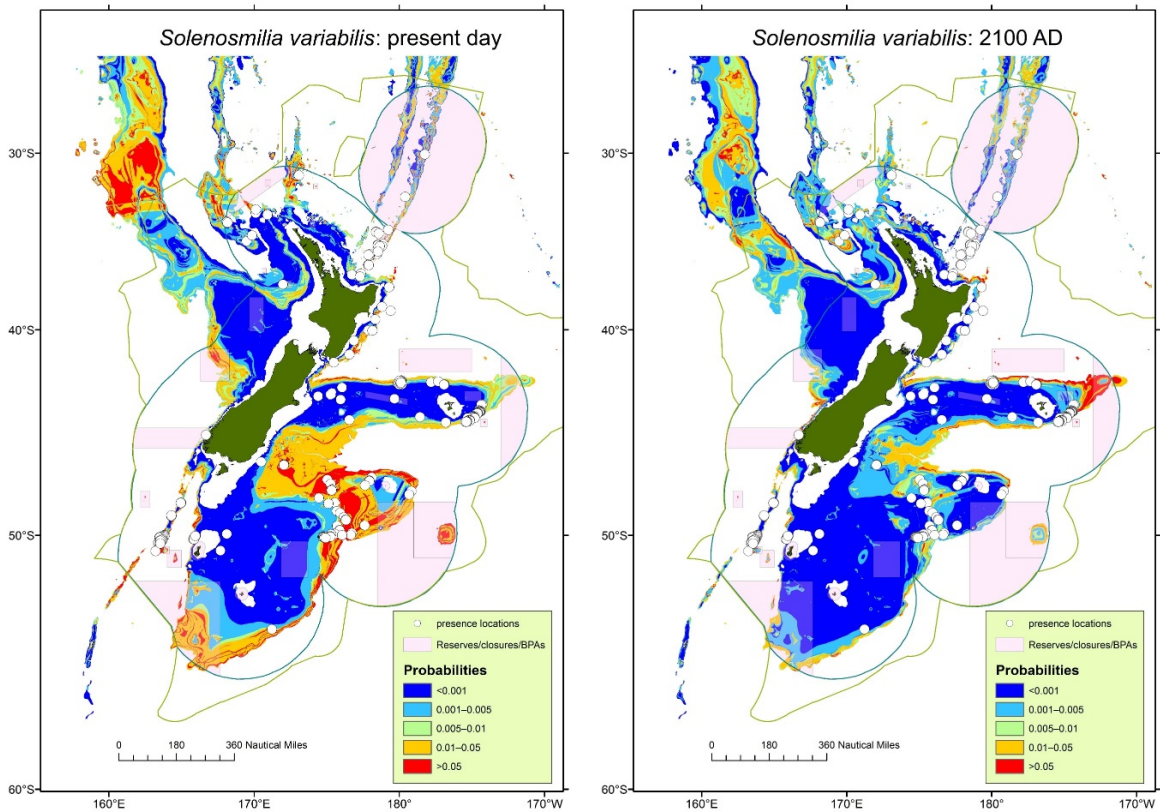 Solenosmilia variabilis: present day
30°S
40°S
50°S
60°S
160°E
170°E
180°
170°W
presence locations
Reserves/closures/BPAs
Probabilities
<0.001
0.001–0.005
0.005–0.01
0.01–0.05
>0.05
0 180 360 Nautical Miles
Solenosmilia variabilis: 2100 AD
30°S
40°S
50°S
60°S
160°E
170°E
180°
170°W
presence locations
Reserves/closures/BPAs
Probabilities
<0.001
0.001–0.005
0.005–0.01
0.01–0.05
>0.05
0 180 360 Nautical Miles